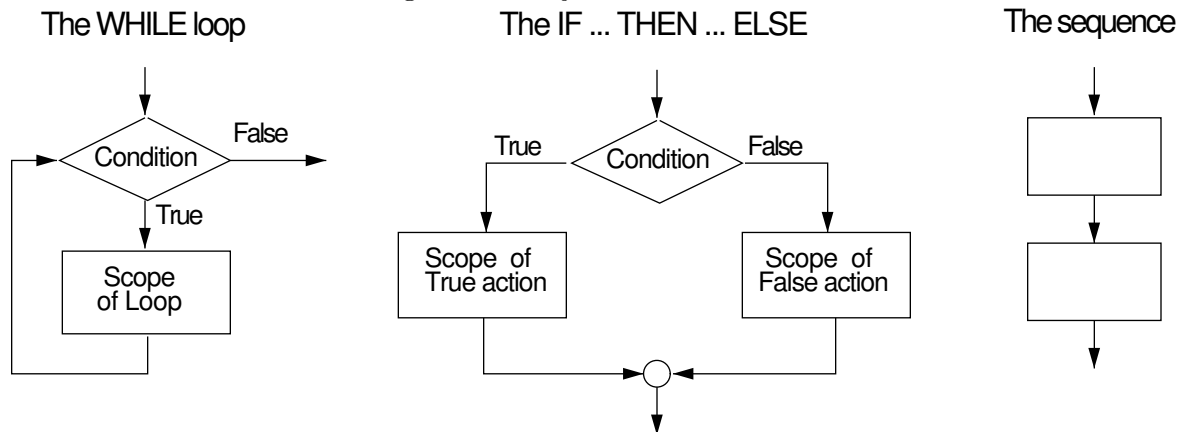 The WHILE loop
The IF ... THEN ... ELSE
The sequence
Condition
False
True
Scope
of Loop
True
Condition
False
Scope of
True action
Scope of
False action